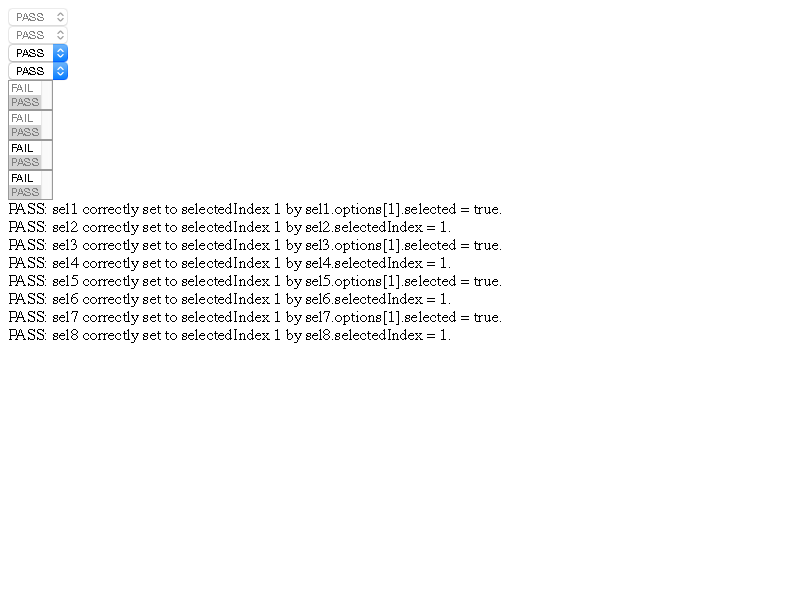 PASS
PASS
PASS
PASS
FAIL
PASS
FAIL
PASS
FAIL
PASS
FAIL
PASS
PASS: sel1 correctly set to selectedIndex 1 by sel1.options[1].selected = true.
PASS: sel2 correctly set to selectedIndex 1 by sel2.selectedIndex = 1.
PASS: sel3 correctly set to selectedIndex 1 by sel3.options[1].selected = true.
PASS: sel4 correctly set to selectedIndex 1 by sel4.selectedIndex = 1.
PASS: sel5 correctly set to selectedIndex 1 by sel5.options[1].selected = true.
PASS: sel6 correctly set to selectedIndex 1 by sel6.selectedIndex = 1.
PASS: sel7 correctly set to selectedIndex 1 by sel7.options[1].selected = true.
PASS: sel8 correctly set to selectedIndex 1 by sel8.selectedIndex = 1.